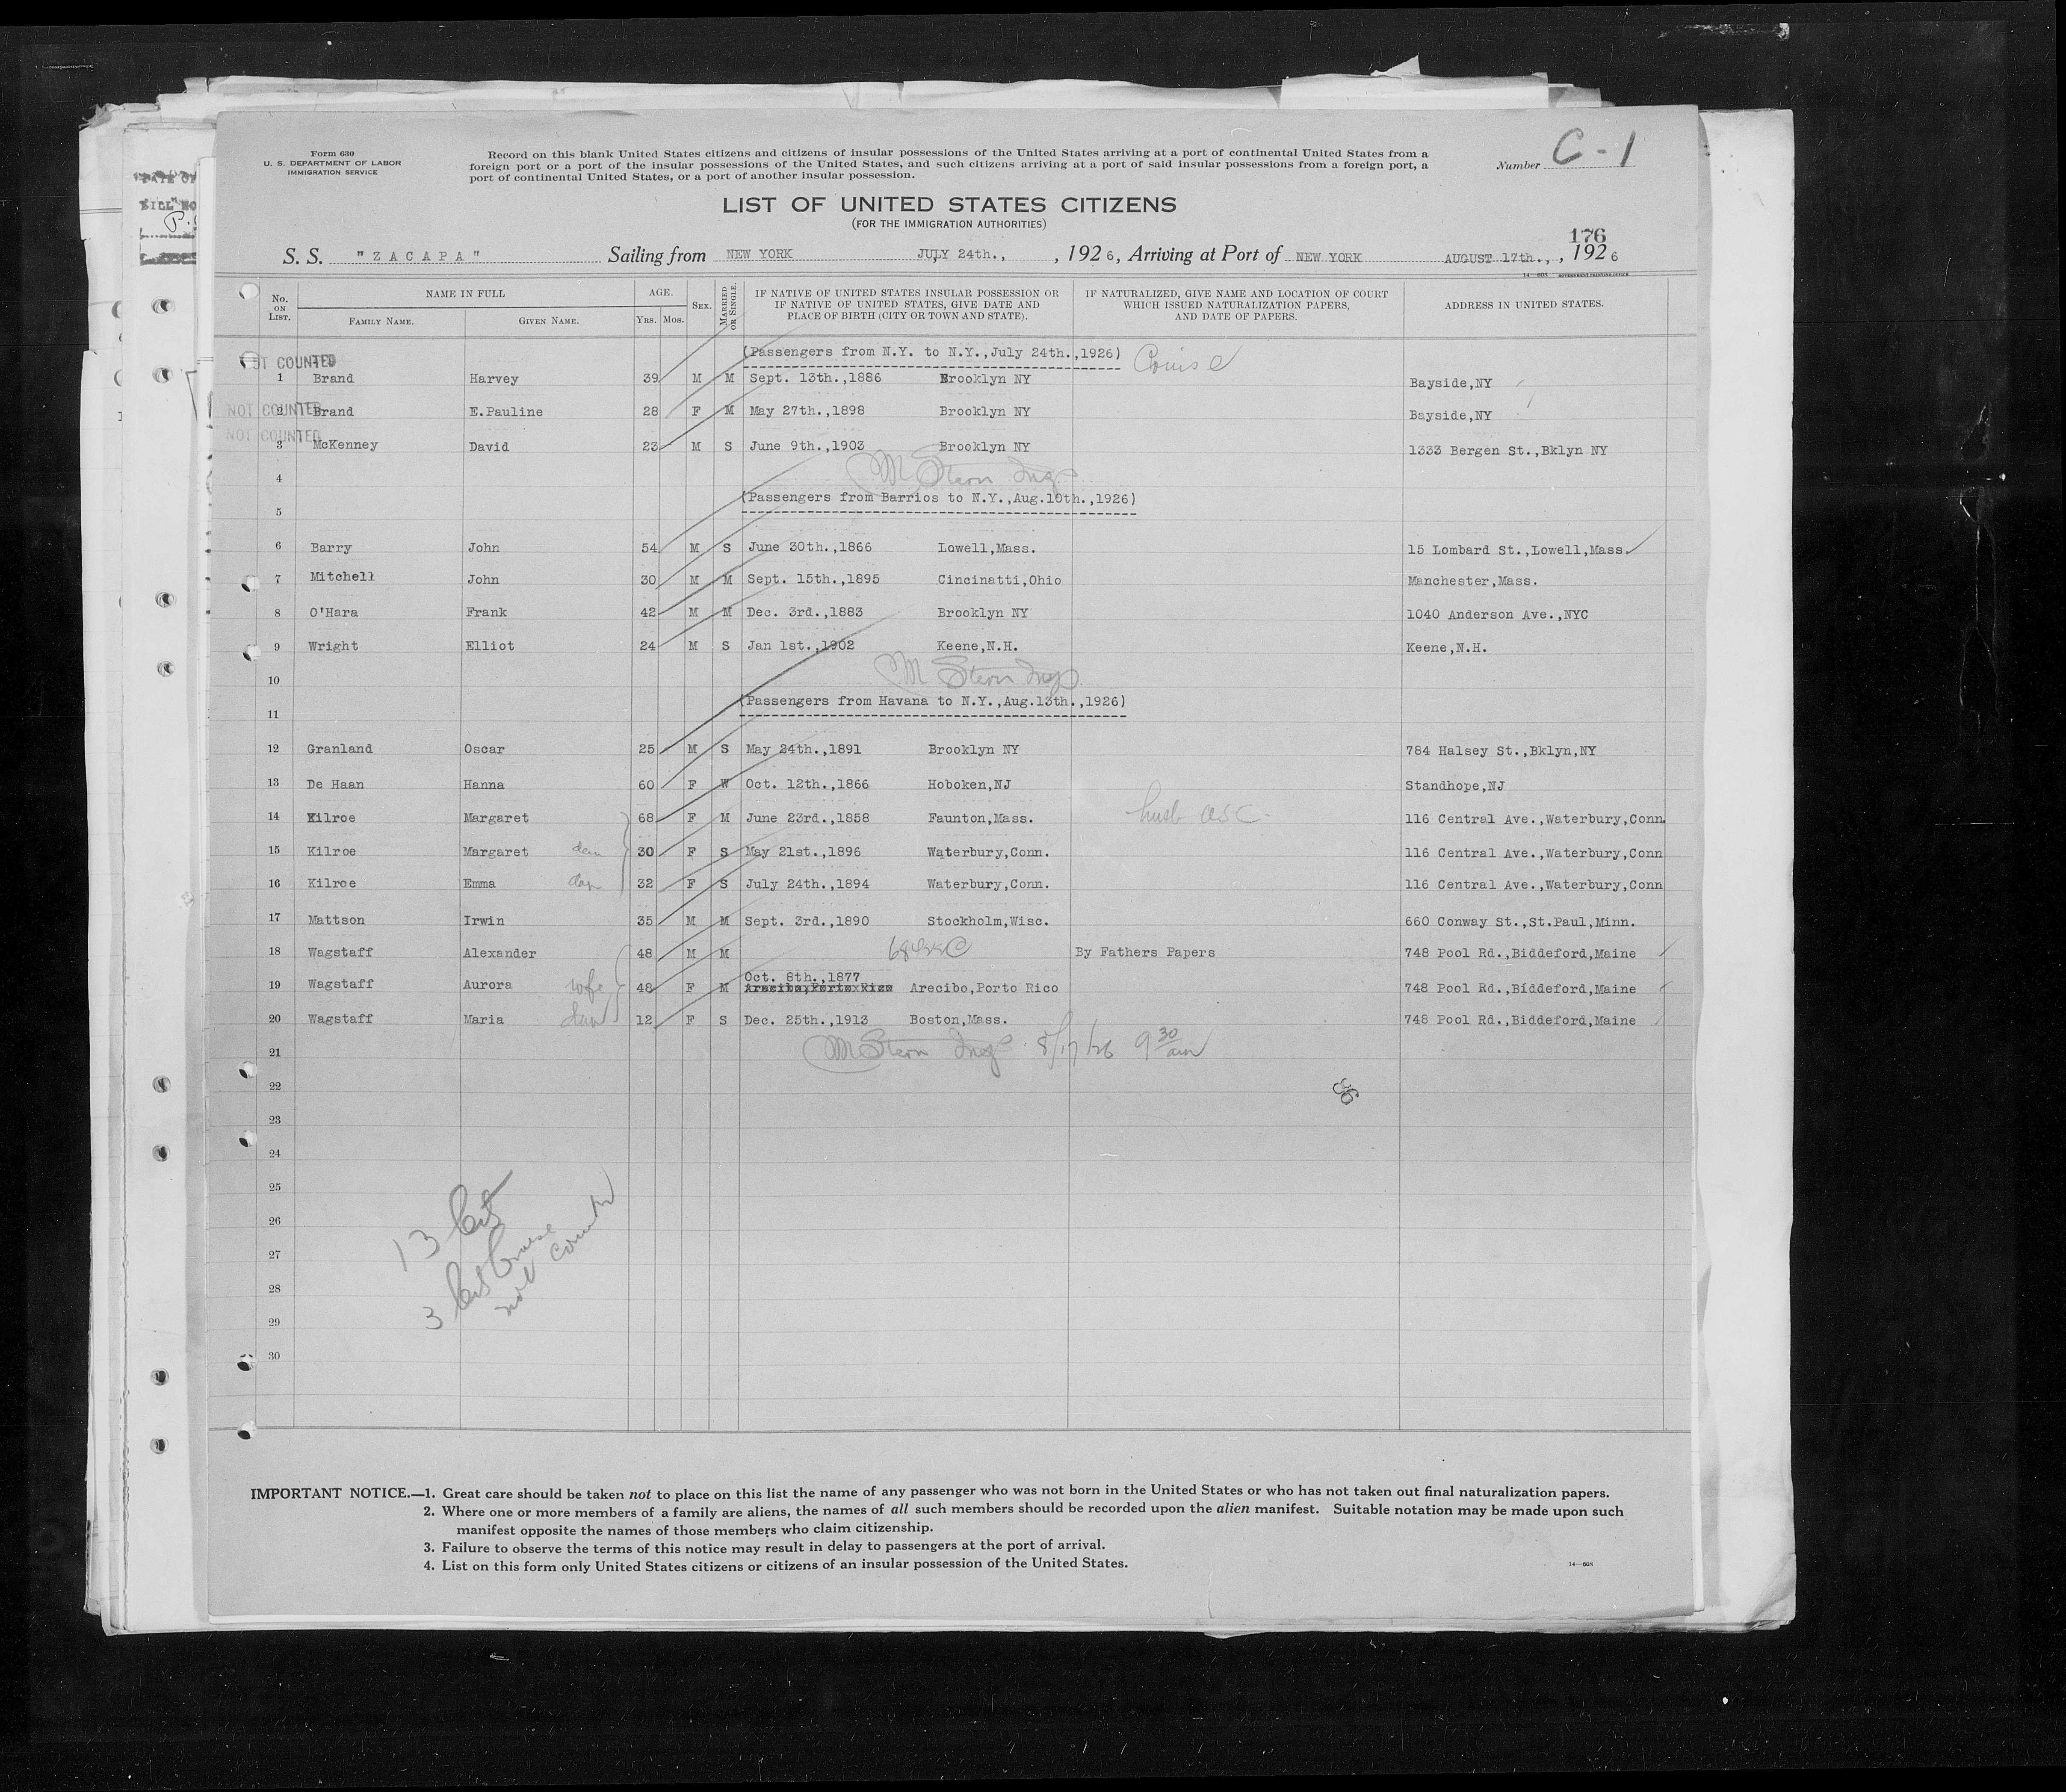 Form 630
U. S. DEPARTMENT OF LABOR
IMMIGRATION SERVICE
Record on this blank United States citizens and citizens of insular possessions of the United States arriving at a port of continental United States from a
foreign port or a port of the insular possessions of the United States, and such citizens arriving at a port of said insular possessions from a foreign port, a
port of continental United States, or a port of another insular possession.
Number C-1
LIST OF UNITED STATES CITIZENS
(FOR THE IMMIGRATION AUTHORITIES)
176
S. S. "ZACAPA" Sailing from NEW YORK JULY 24th., , 1926, Arriving at Port of NEW YORK AUGUST 17th., , 1926
No. ON LIST. NAME IN FULL FAMILY NAME. GIVEN NAME. AGE. YRS. MOS. SEX. MARRIED OR SINGLE. IF NATIVE OF UNITED STATES INSULAR POSSESSION OR IF NATIVE OF UNITED STATES, GIVE DATE AND PLACE OF BIRTH (CITY OR TOWN AND STATE). IF NATURALIZED, GIVE NAME AND LOCATION OF COURT WHICH ISSUED NATURALIZATION PAPERS, AND DATE OF PAPERS. ADDRESS IN UNITED STATES.
(Passengers from N.Y. to N.Y.,July 24th.,1926) Cruise
COUNTED
1 Brand Harvey 39 M M Sept. 13th.,1886 Brooklyn NY Bayside,NY
NOT COUNTED
2 Brand E.Pauline 28 F M May 27th.,1898 Brooklyn NY Bayside,NY
NOT COUNTED
3 McKenney David 23 M S June 9th.,1903 Brooklyn NY 1333 Bergen St.,Bklyn NY
4 M Stern Insp
(Passengers from Barrios to N.Y.,Aug.10th.,1926)
5
6 Barry John 54 M S June 30th.,1866 Lowell,Mass. 15 Lombard St.,Lowell,Mass.
7 Mitchell John 30 M M Sept. 15th.,1895 Cincinatti,Ohio Manchester,Mass.
8 O'Hara Frank 42 M M Dec. 3rd.,1883 Brooklyn NY 1040 Anderson Ave.,NYC
9 Wright Elliot 24 M S Jan 1st.,1902 Keene,N.H. Keene,N.H.
10 M Stern Insp
(Passengers from Havana to N.Y.,Aug.13th.,1926)
11
12 Granland Oscar 25 M S May 24th.,1891 Brooklyn NY 784 Halsey St.,Bklyn,NY
13 De Haan Hanna 60 F W Oct. 12th.,1866 Hoboken,NJ Standhope,NJ
14 Kilroe Margaret 68 F M June 23rd.,1858 Faunton,Mass. husb USC 116 Central Ave.,Waterbury,Conn.
15 Kilroe Margaret dau 30 F S May 21st.,1896 Waterbury,Conn. 116 Central Ave.,Waterbury,Conn
16 Kilroe Emma dau 32 F S July 24th.,1894 Waterbury,Conn. 116 Central Ave.,Waterbury,Conn
17 Mattson Irwin 35 M M Sept. 3rd.,1890 Stockholm,Wisc. 660 Conway St.,St.Paul,Minn.
18 Wagstaff Alexander 48 M M By Fathers Papers 748 Pool Rd.,Biddeford,Maine
Oct. 8th.,1877
19 Wagstaff Aurora wife 48 F M Arecibo,Porto Rico 748 Pool Rd.,Biddeford,Maine
20 Wagstaff Maria dau 12 F S Dec. 25th.,1913 Boston,Mass. 748 Pool Rd.,Biddeford,Maine
21 M Stern Insp 8/17/26 9 30 am
22
23
24
25
26
27
28
29
30
13 Cit
3 Cit Cruise
not counted
IMPORTANT NOTICE.—1. Great care should be taken not to place on this list the name of any passenger who was not born in the United States or who has not taken out final naturalization papers.
2. Where one or more members of a family are aliens, the names of all such members should be recorded upon the alien manifest. Suitable notation may be made upon such
manifest opposite the names of those members who claim citizenship.
3. Failure to observe the terms of this notice may result in delay to passengers at the port of arrival.
4. List on this form only United States citizens or citizens of an insular possession of the United States.
14—608